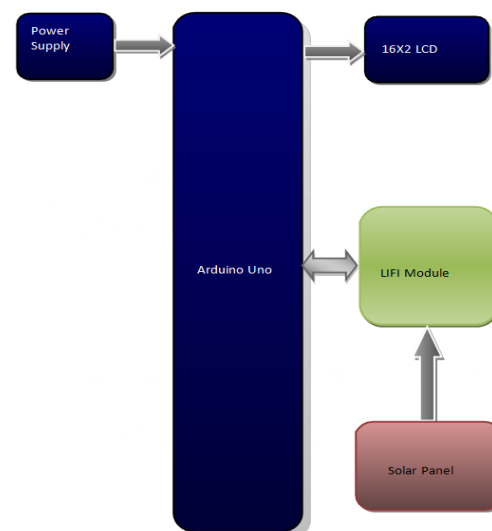 Power
Supply
16X2 LCD
Arduino Uno
LIFI Module
Solar Panel